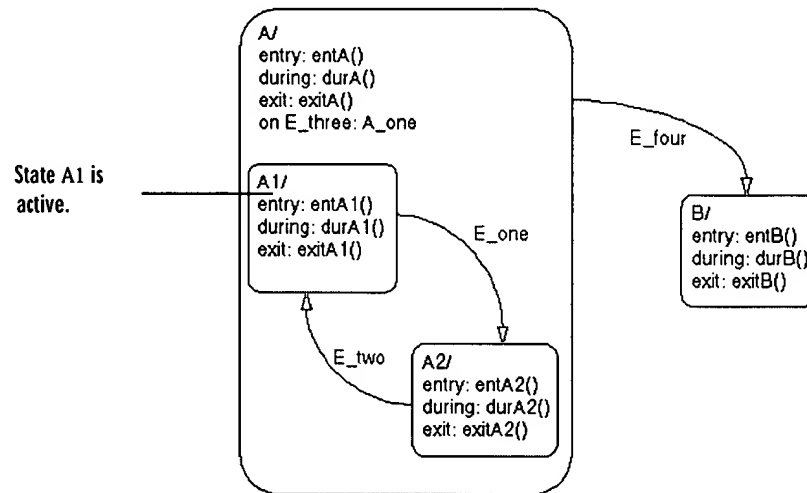 A/
entry: entA()
during: durA()
exit: exitA()
on E_three: A_one
E_four
State A1 is
active.
A1/
entry: entA1()
during: durA1()
exit: exitA1()
E_one
B/
entry: entB()
during: durB()
exit: exitB()
E_two
A2/
entry: entA2()
during: durA2()
exit: exitA2()